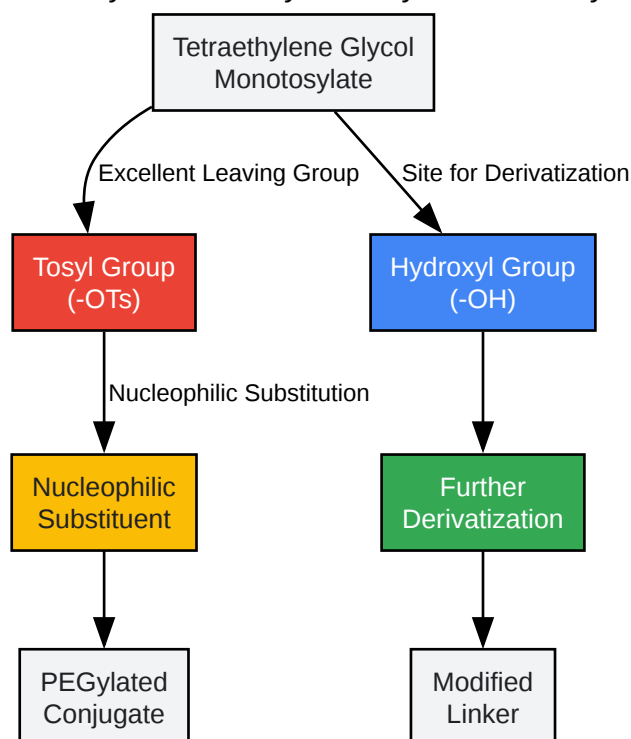 Tetraethylene Glycol
Monotosylate
Excellent Leaving Group
Site for Derivatization
Tosyl Group
(-OTs)
Hydroxyl Group
(-OH)
Nucleophilic Substitution
Nucleophilic
Substituent
Further
Derivatization
PEGylated
Conjugate
Modified
Linker